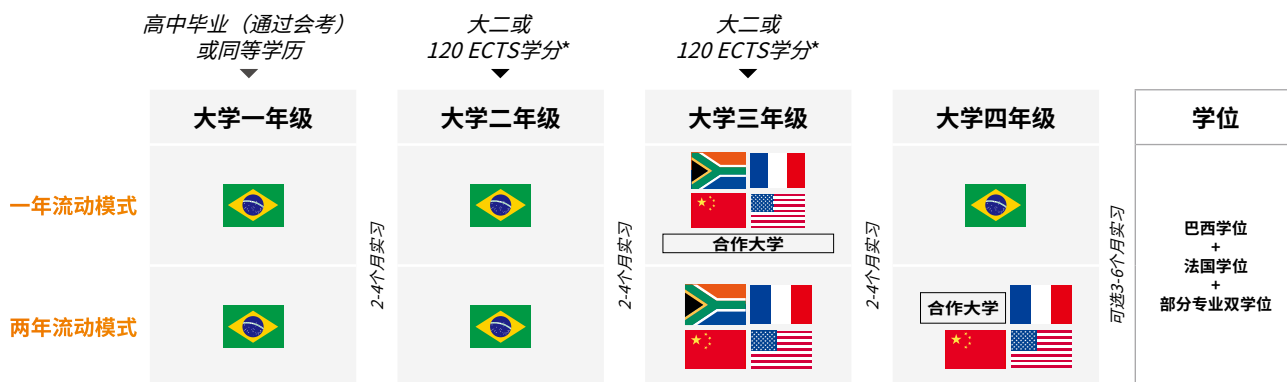 高中毕业（通过会考）
或同等学历
大二或
120 ECTS学分*
大二或
120 ECTS学分*
大学一年级
大学二年级
大学三年级
大学四年级
学位
一年流动模式
合作大学
2-4个月实习
2-4个月实习
2-4个月实习
可选3-6个月实习
巴西学位
+
法国学位
+
部分专业双学位
两年流动模式
合作大学